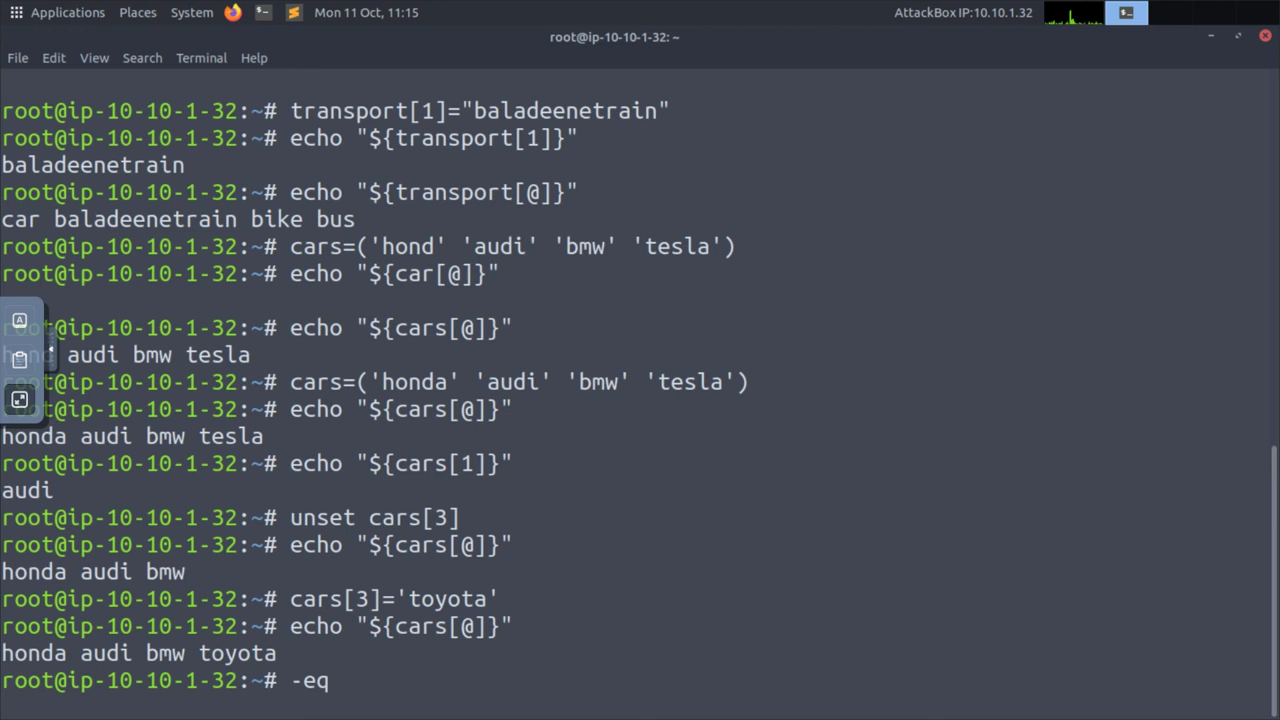 Applications Places System Mon 11 Oct, 11:15 AttackBox IP:10.10.1.32
root@ip-10-10-1-32: ~
File Edit View Search Terminal Help
root@ip-10-10-1-32:~# transport[1]="baladeenetrain"
root@ip-10-10-1-32:~# echo "${transport[1]}"
baladeenetrain
root@ip-10-10-1-32:~# echo "${transport[@]}"
car baladeenetrain bike bus
root@ip-10-10-1-32:~# cars=('hond' 'audi' 'bmw' 'tesla')
root@ip-10-10-1-32:~# echo "${car[@]}"
root@ip-10-10-1-32:~# echo "${cars[@]}"
hond audi bmw tesla
root@ip-10-10-1-32:~# cars=('honda' 'audi' 'bmw' 'tesla')
root@ip-10-10-1-32:~# echo "${cars[@]}"
honda audi bmw tesla
root@ip-10-10-1-32:~# echo "${cars[1]}"
audi
root@ip-10-10-1-32:~# unset cars[3]
root@ip-10-10-1-32:~# echo "${cars[@]}"
honda audi bmw
root@ip-10-10-1-32:~# cars[3]='toyota'
root@ip-10-10-1-32:~# echo "${cars[@]}"
honda audi bmw toyota
root@ip-10-10-1-32:~# -eq